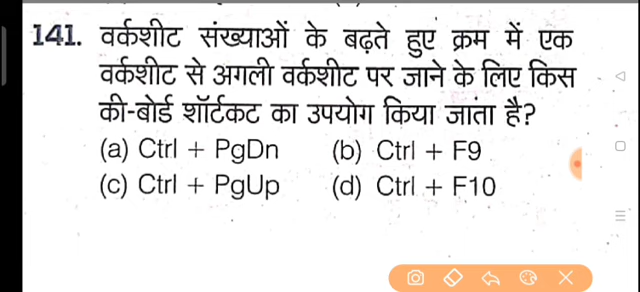 141. वर्कशीट संख्याओं के बढ़ते हुए क्रम में एक
वर्कशीट से अगली वर्कशीट पर जाने के लिए किस
की-बोर्ड शॉर्टकट का उपयोग किया जाता है?
(a) Ctrl + PgDn (b) Ctrl + F9
(c) Ctrl + PgUp (d) Ctrl + F10